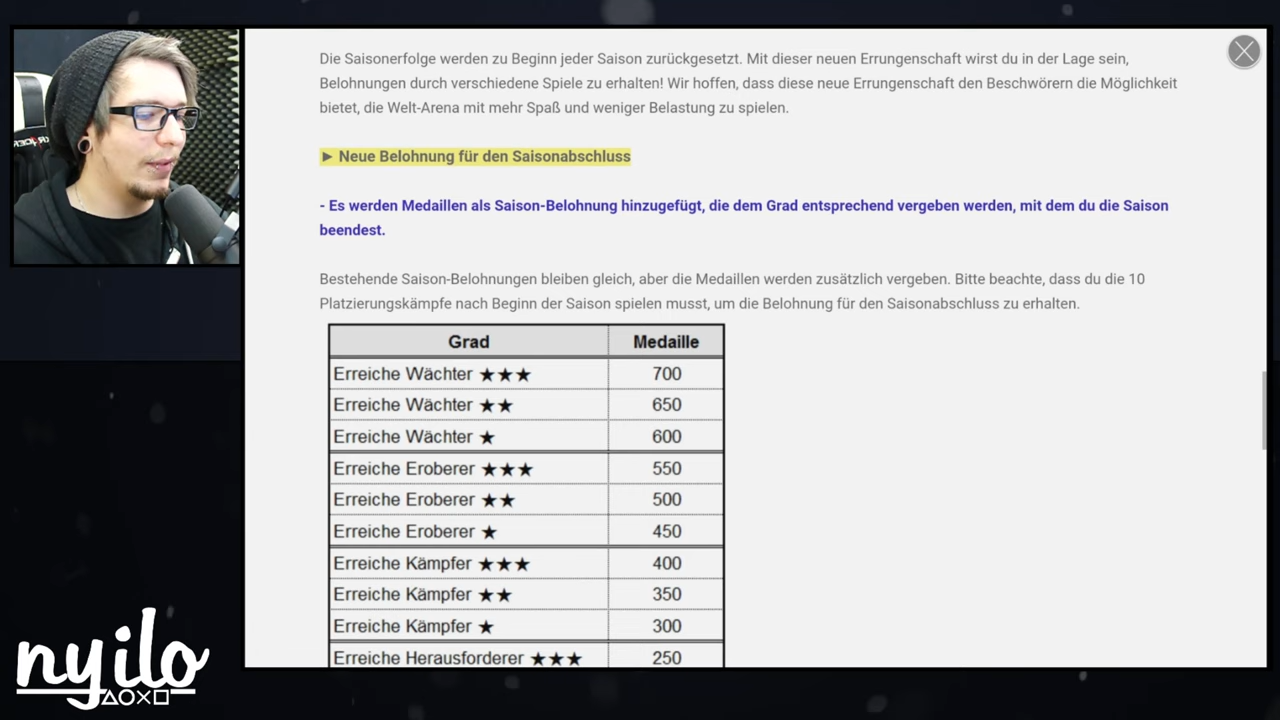 Die Saisonerfolge werden zu Beginn jeder Saison zurückgesetzt. Mit dieser neuen Errungenschaft wirst du in der Lage sein,
Belohnungen durch verschiedene Spiele zu erhalten! Wir hoffen, dass diese neue Errungenschaft den Beschwörern die Möglichkeit
bietet, die Welt-Arena mit mehr Spaß und weniger Belastung zu spielen.
► Neue Belohnung für den Saisonabschluss
- Es werden Medaillen als Saison-Belohnung hinzugefügt, die dem Grad entsprechend vergeben werden, mit dem du die Saison
beendest.
Bestehende Saison-Belohnungen bleiben gleich, aber die Medaillen werden zusätzlich vergeben. Bitte beachte, dass du die 10
Platzierungskämpfe nach Beginn der Saison spielen musst, um die Belohnung für den Saisonabschluss zu erhalten.
Grad Medaille
Erreiche Wächter ★★★ 700
Erreiche Wächter ★★ 650
Erreiche Wächter ★ 600
Erreiche Eroberer ★★★ 550
Erreiche Eroberer ★★ 500
Erreiche Eroberer ★ 450
Erreiche Kämpfer ★★★ 400
Erreiche Kämpfer ★★ 350
Erreiche Kämpfer ★ 300
Erreiche Herausforderer ★★★ 250
nyilo